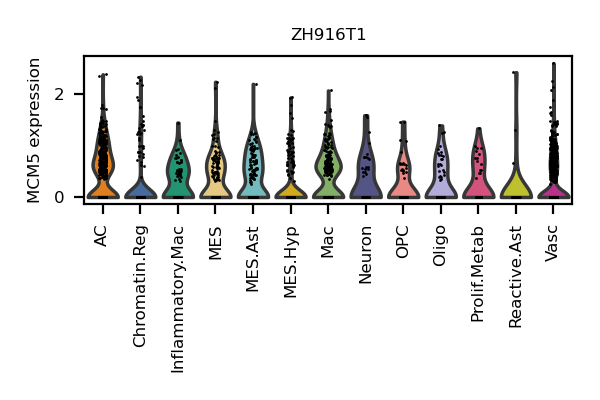 ZH916T1
MCM5 expression
2
0
AC
Chromatin.Reg
Inflammatory.Mac
MES
MES.Ast
MES.Hyp
Mac
Neuron
OPC
Oligo
Prolif.Metab
Reactive.Ast
Vasc